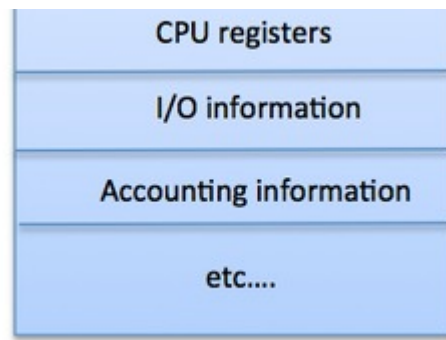 CPU registers
I/O information
Accounting information
etc....